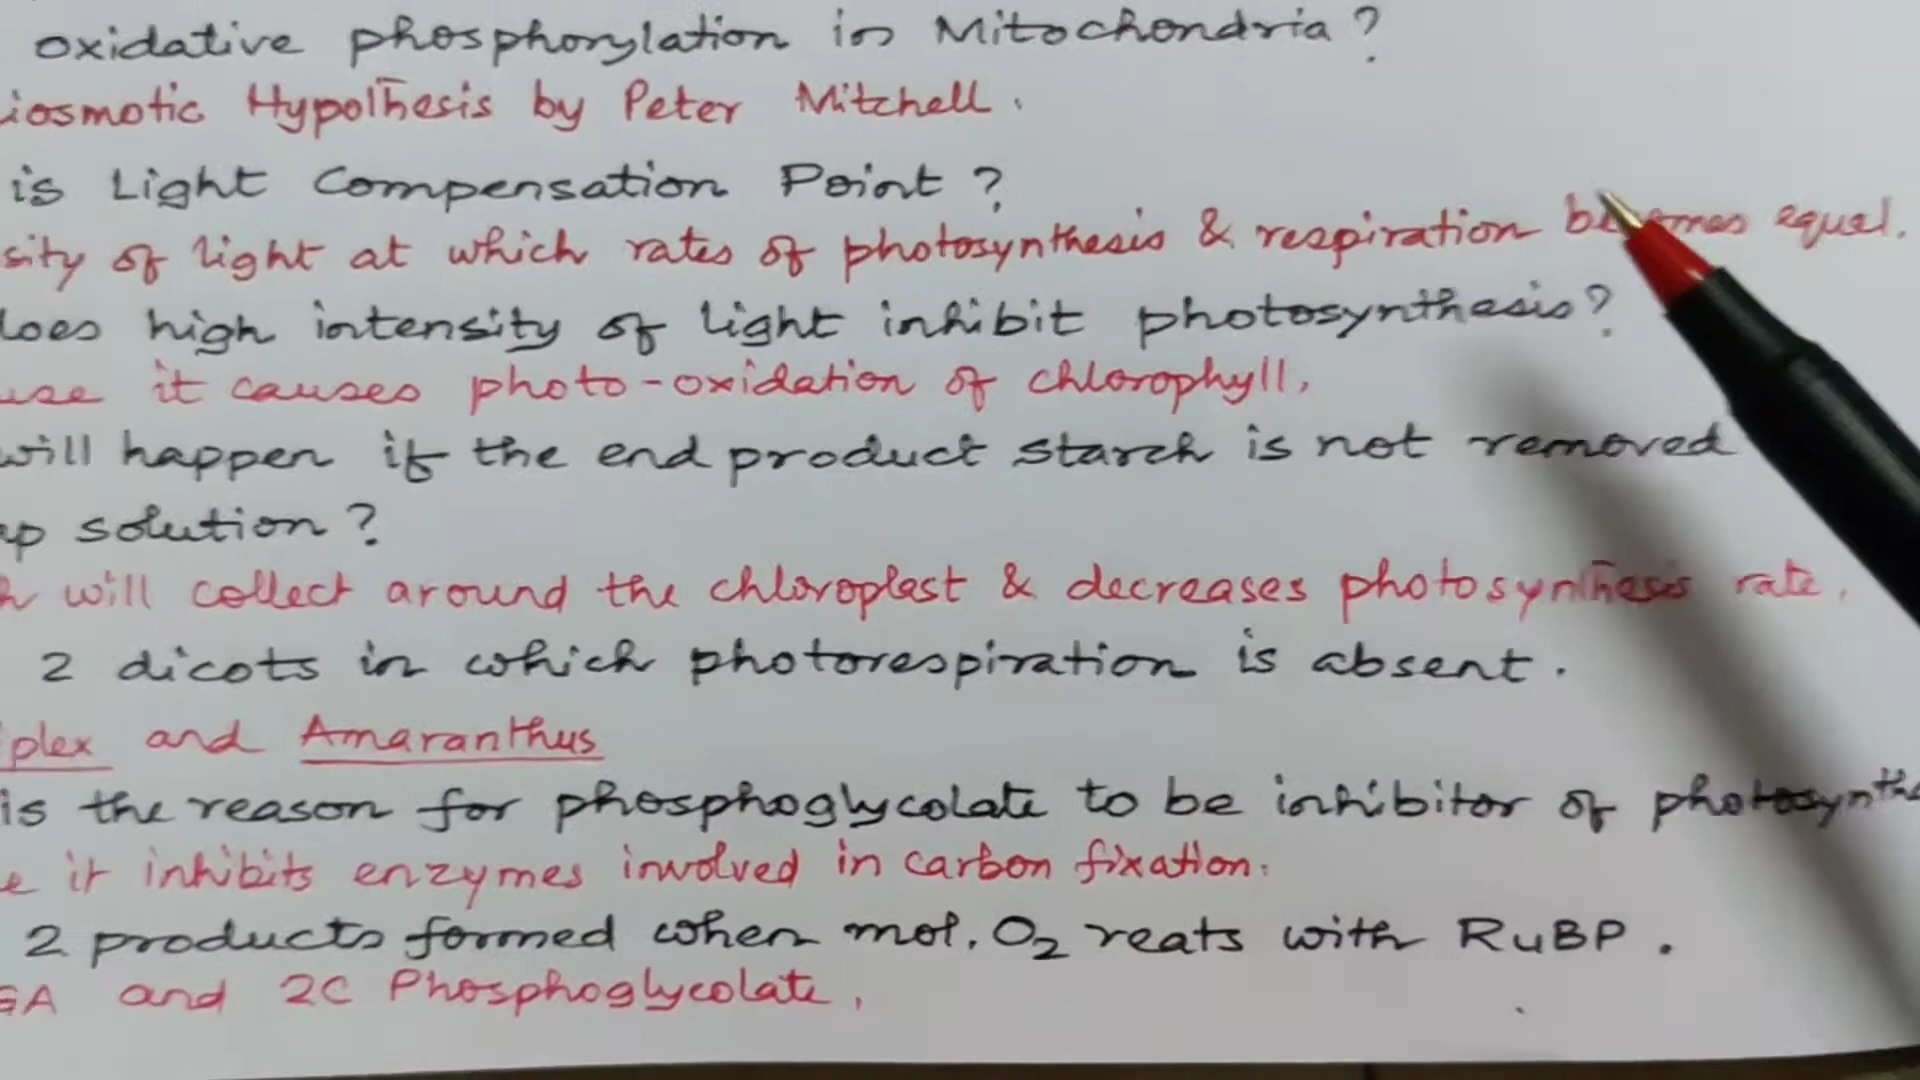 oxidative phosphorylation in Mitochondria?
iosmotic Hypothesis by Peter Mitchell.
is Light Compensation Point?
sity of light at which rates of photosynthesis & respiration becomes equal.
does high intensity of light inhibit photosynthesis?
use it causes photo-oxidation of chlorophyll.
will happen if the end product starch is not removed
ap solution?
h will collect around the chloroplast & decreases photosynthesis rate.
2 dicots in which photorespiration is absent.
iplex and Amaranthus
is the reason for phosphoglycolate to be inhibitor of photosynthe
e it inhibits enzymes involved in carbon fixation.
2 products formed when mol. O₂ reats with RuBP.
GA and 2C Phosphoglycolate.